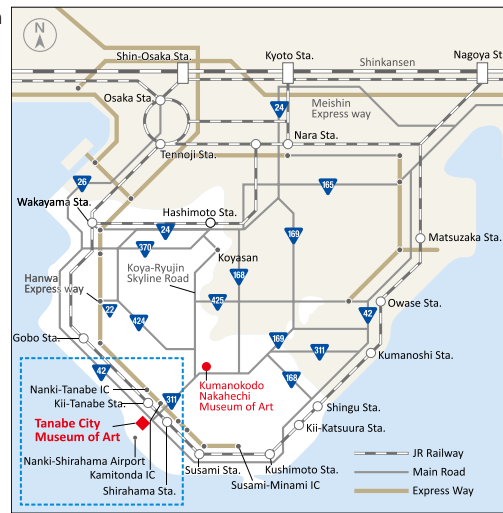 N
Shin-Osaka Sta.
Kyoto Sta.
Nagoya St
Shinkansen
Osaka Sta.
24
Meishin
Express way
Nara Sta.
Tennoji Sta.
26
165
Wakayama Sta.
Hashimoto Sta.
24
169
370
Koyasan
Matsuzaka Sta.
Koya-Ryujin
Skyline Road
168
Hanwa
Express way
425
22
424
42
Owase Sta.
Gobo Sta.
169
311
Kumanoshi Sta.
42
Nanki-Tanabe IC
Kii-Tanabe Sta.
311
Kumanokodo
Nakahechi
Museum of Art
168
Shingu Sta.
Tanabe City
Museum of Art
Kii-Katsuura Sta.
Nanki-Shirahama Airport
Kamitonda IC
Shirahama Sta.
Susami Sta.
Kushimoto Sta.
Susami-Minami IC
JR Railway
Main Road
Express Way